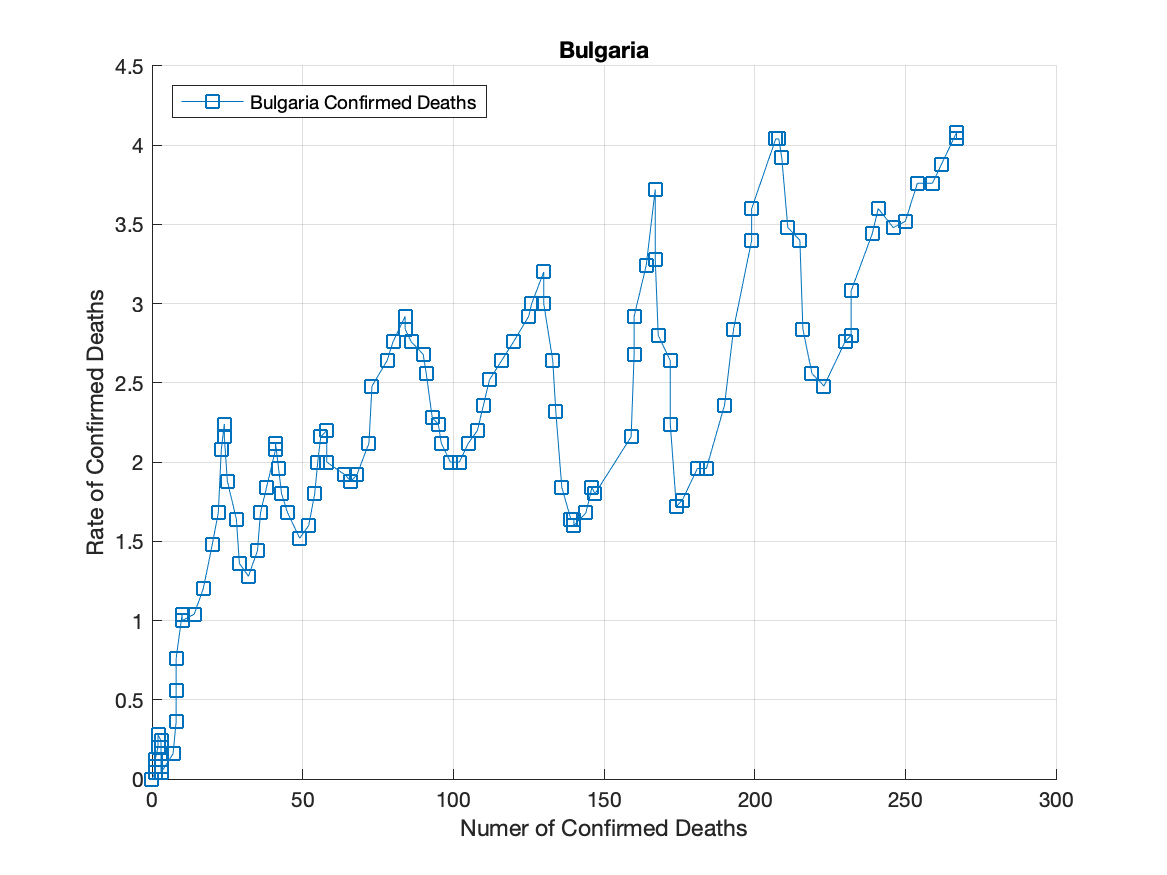 Bulgaria
Bulgaria Confirmed Deaths
4.5
4
3.5
3
2.5
2
1.5
1
0.5
0
Rate of Confirmed Deaths
0 50 100 150 200 250 300
Numer of Confirmed Deaths